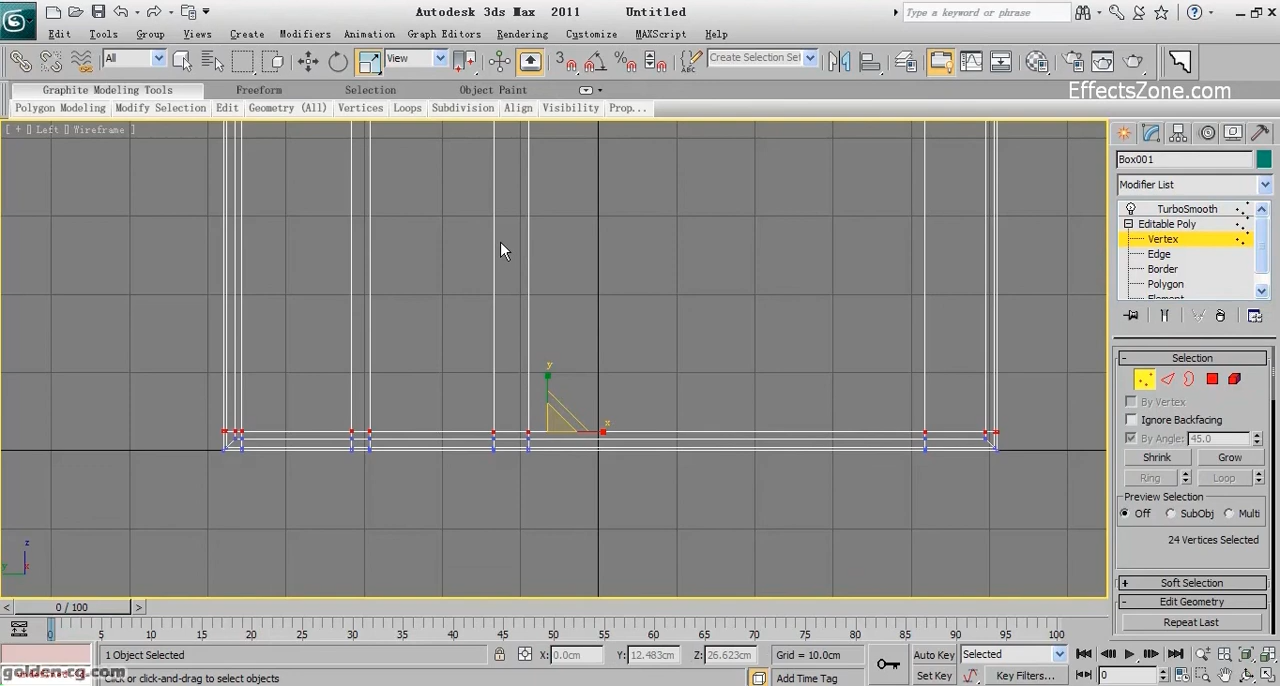 Autodesk 3ds Max 2011 Untitled
Type a keyword or phrase
Edit Tools Group Views Create Modifiers Animation Graph Editors Rendering Customize MAXScript Help
All View 3 Create Selection Se
Graphite Modeling Tools Freeform Selection Object Paint
EffectsZone.com
Polygon Modeling Modify Selection Edit Geometry (All) Vertices Loops Subdivision Align Visibility Prop...
[ + ] Left ] Wireframe ]
Box001
Modifier List
TurboSmooth
Editable Poly
Vertex
Edge
Border
Polygon
Element
- Selection
By Vertex
Ignore Backfacing
By Angle: 45.0
Shrink Grow
Ring Loop
Preview Selection
Off SubObj Multi
24 Vertices Selected
+ Soft Selection
- Edit Geometry
Repeat Last
y
x
z
y x
< 0 / 100 >
0 5 10 15 20 25 30 35 40 45 50 55 60 65 70 75 80 85 90 95 100
1 Object Selected X: 0.0cm Y: 12.483cm Z: 26.623cm Grid = 10.0cm Auto Key Selected
golden-cg.com
Click or click-and-drag to select objects Add Time Tag Set Key Key Filters... 0